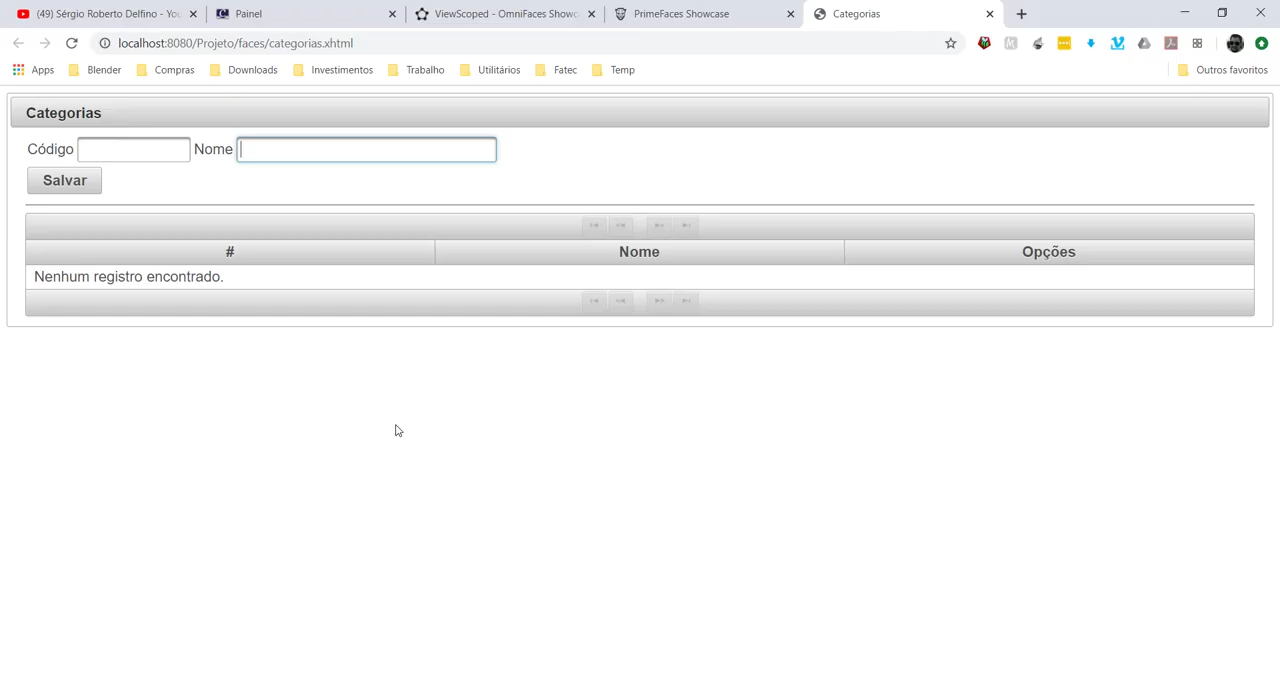 (49) Sérgio Roberto Delfino - You
Painel
ViewScoped - OmniFaces Showc
PrimeFaces Showcase
Categorias
localhost:8080/Projeto/faces/categorias.xhtml
Apps
Blender
Compras
Downloads
Investimentos
Trabalho
Utilitários
Fatec
Temp
Outros favoritos
Categorias
Código
Nome
Salvar
# Nome Opções
Nenhum registro encontrado.